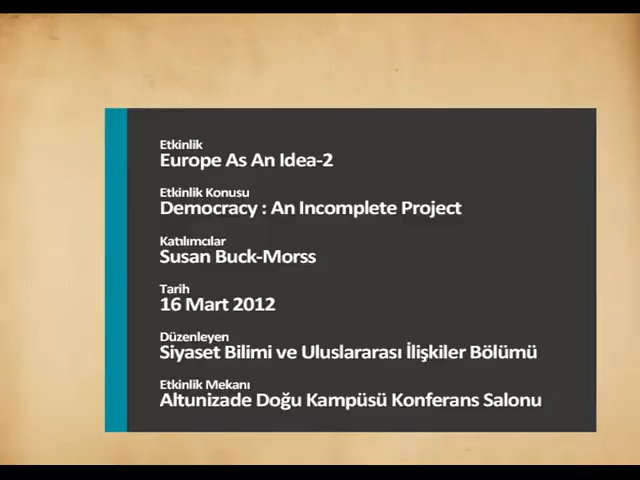 Etkinlik
Europe As An Idea-2
Etkinlik Konusu
Democracy : An Incomplete Project
Katılımcılar
Susan Buck-Morss
Tarih
16 Mart 2012
Düzenleyen
Siyaset Bilimi ve Uluslararası İlişkiler Bölümü
Etkinlik Mekanı
Altunizade Doğu Kampüsü Konferans Salonu